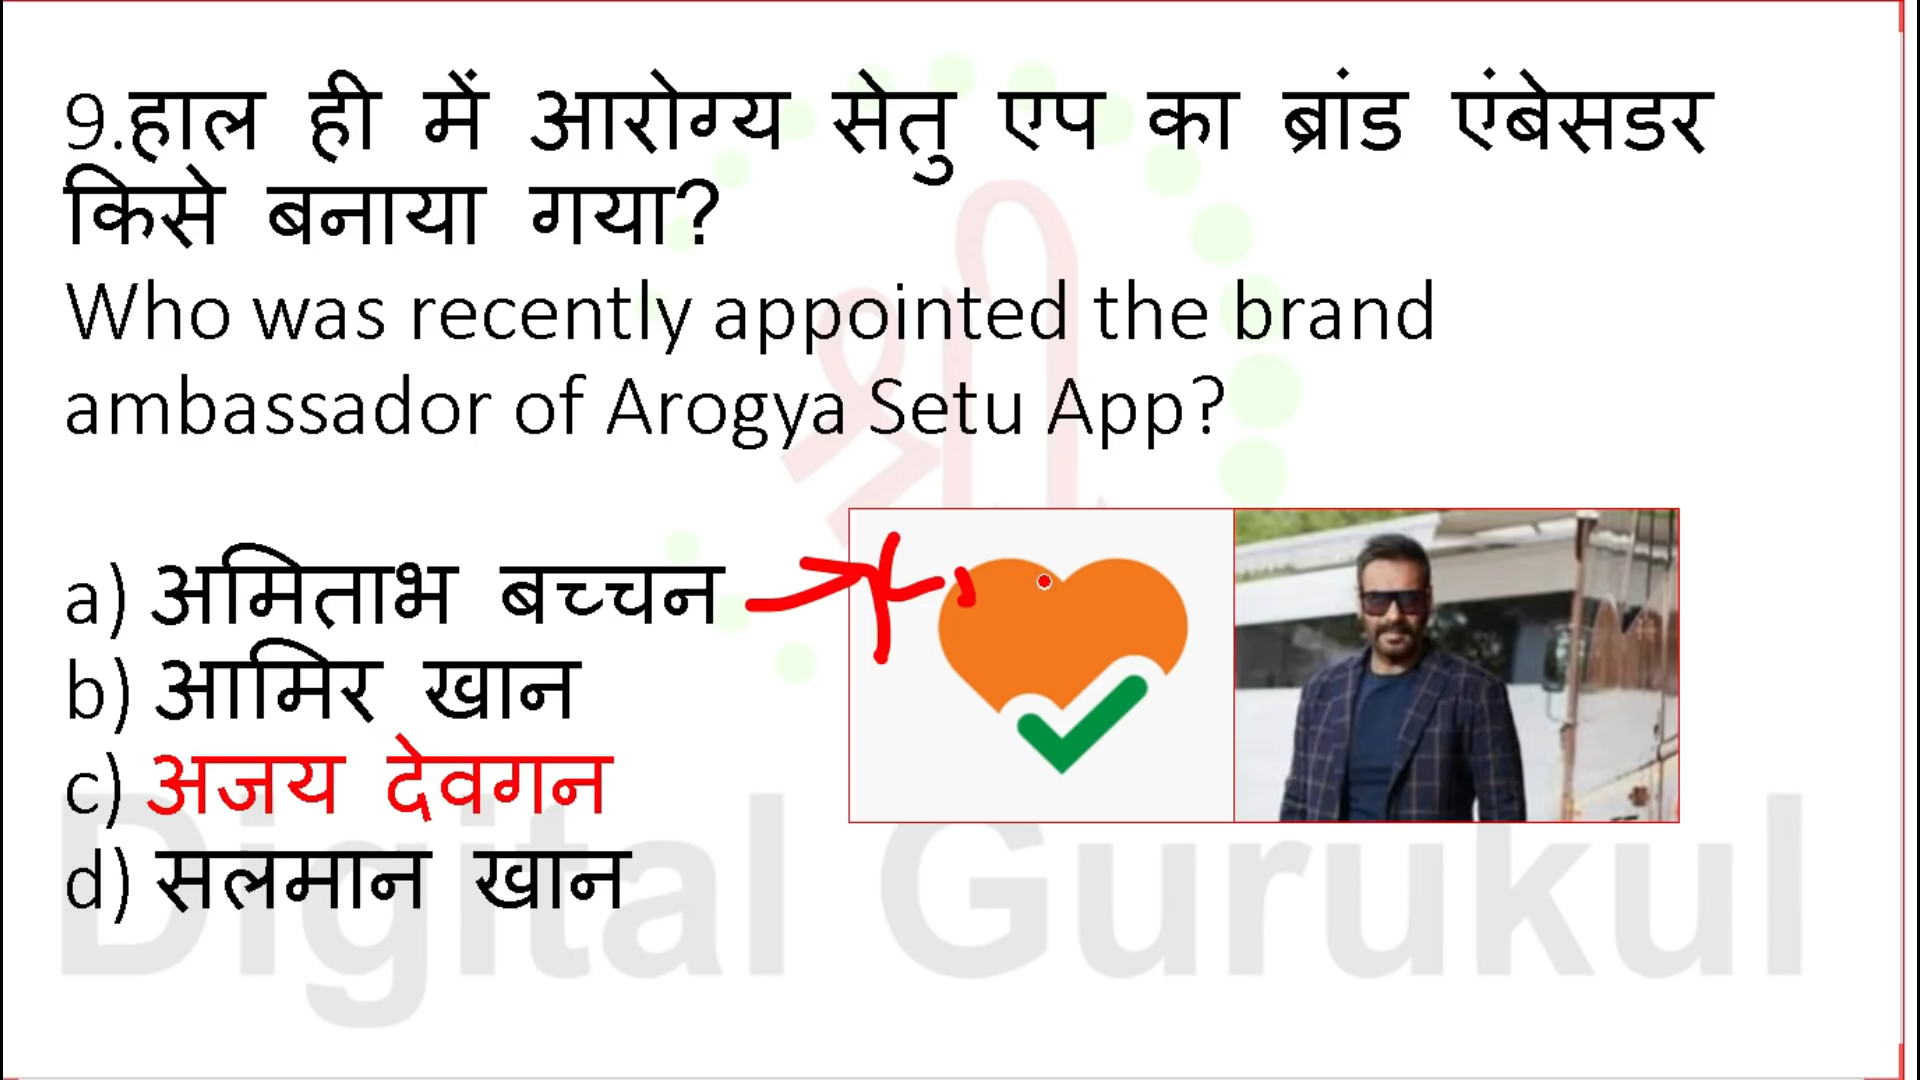 9.हाल ही में आरोग्य सेतु एप का ब्रांड एंबेसडर
किसे बनाया गया?
Who was recently appointed the brand
ambassador of Arogya Setu App?
a) अमिताभ बच्चन
b) आमिर खान
c) अजय देवगन
d) सलमान खान
श्री
Digital Gurukul